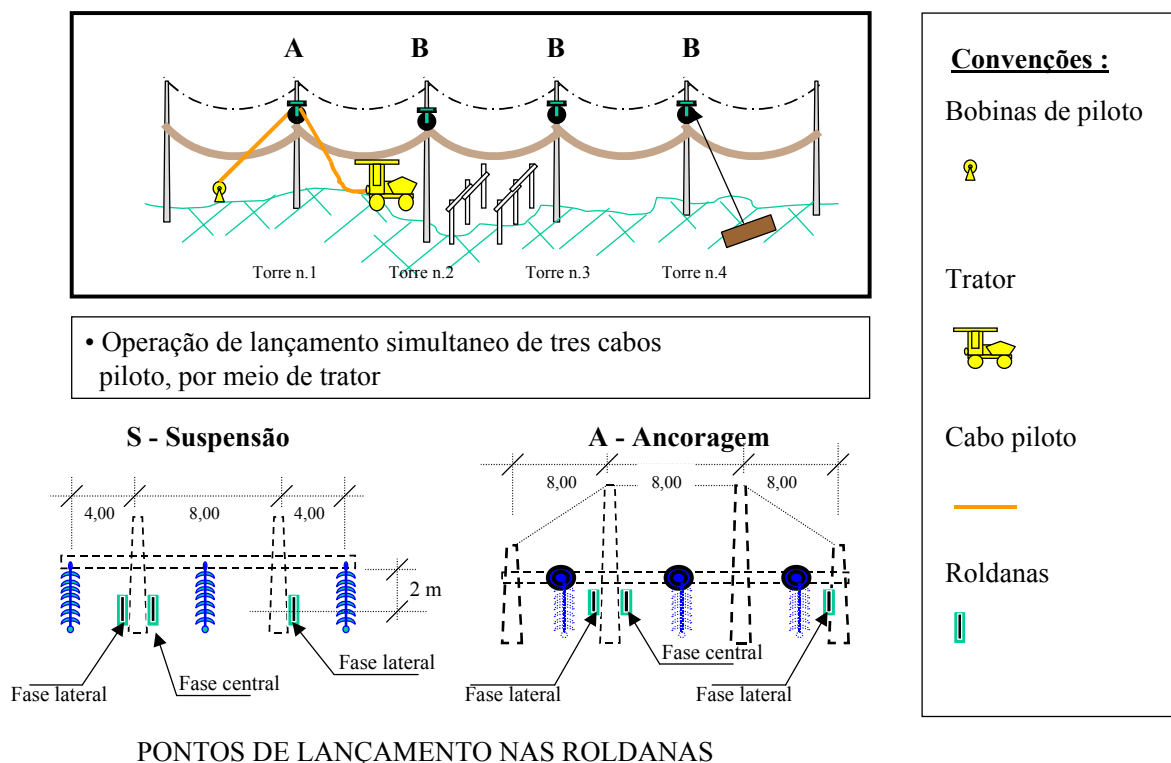 A B B B
Torre n.1 Torre n.2 Torre n.3 Torre n.4
• Operação de lançamento simultaneo de tres cabos
piloto, por meio de trator
S - Suspensão
4,00 8,00 4,00
2 m
Fase lateral
Fase central
Fase lateral
A - Ancoragem
8,00 8,00 8,00
Fase central
Fase lateral
Fase lateral
PONTOS DE LANÇAMENTO NAS ROLDANAS
Convenções :
Bobinas de piloto
Trator
Cabo piloto
Roldanas